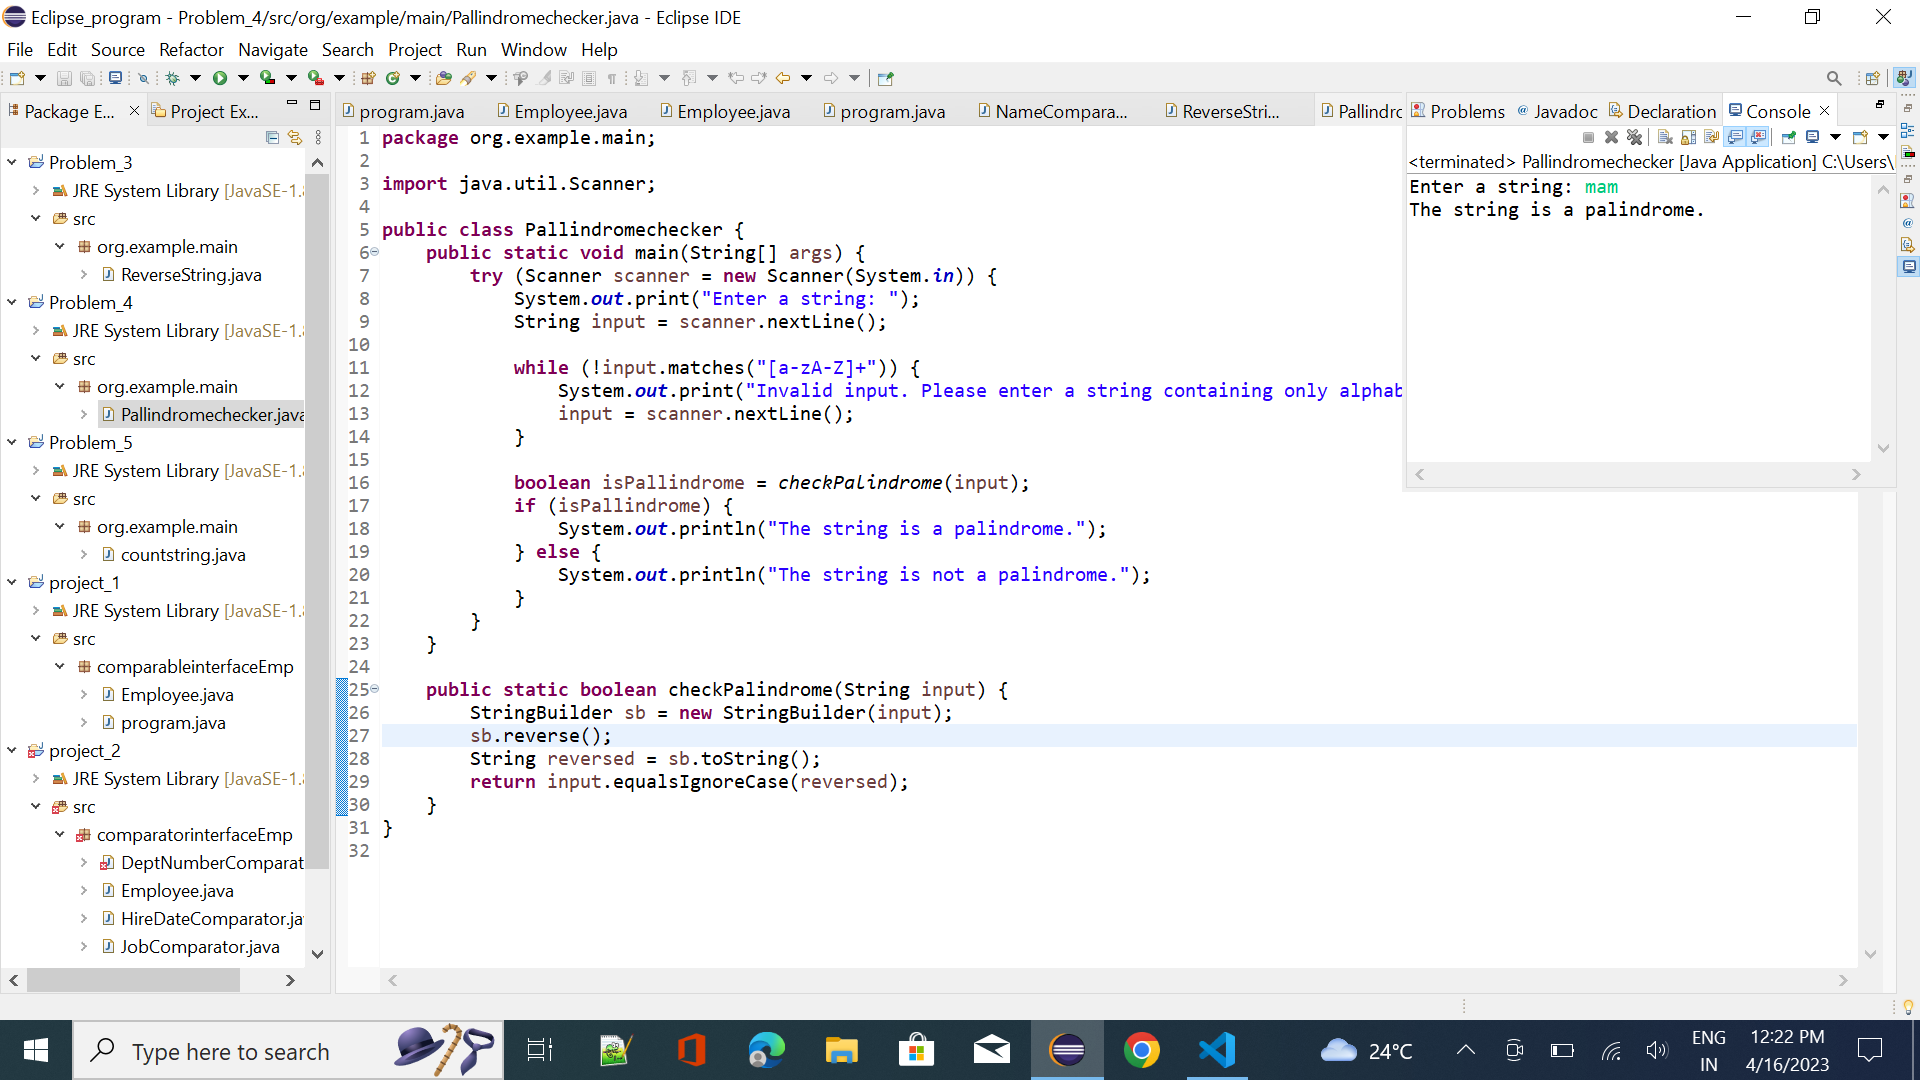 Eclipse_program - Problem_4/src/org/example/main/Pallindromechecker.java - Eclipse IDE
File Edit Source Refactor Navigate Search Project Run Window Help
Package E... Project Ex...
Problem_3
JRE System Library [JavaSE-1.
src
org.example.main
ReverseString.java
Problem_4
JRE System Library [JavaSE-1.
src
org.example.main
Pallindromechecker.java
Problem_5
JRE System Library [JavaSE-1.
src
org.example.main
countstring.java
project_1
JRE System Library [JavaSE-1.
src
comparableinterfaceEmp
Employee.java
program.java
project_2
JRE System Library [JavaSE-1.
src
comparatorinterfaceEmp
DeptNumberComparat
Employee.java
HireDateComparator.ja
JobComparator.java
program.java Employee.java Employee.java program.java NameCompara... ReverseStri... Pallindro
1 package org.example.main;
2
3 import java.util.Scanner;
4
5 public class Pallindromechecker {
6 public static void main(String[] args) {
7 try (Scanner scanner = new Scanner(System.in)) {
8 System.out.print("Enter a string: ");
9 String input = scanner.nextLine();
10
11 while (!input.matches("[a-zA-Z]+")) {
12 System.out.print("Invalid input. Please enter a string containing only alphab
13 input = scanner.nextLine();
14 }
15
16 boolean isPallindrome = checkPalindrome(input);
17 if (isPallindrome) {
18 System.out.println("The string is a palindrome.");
19 } else {
20 System.out.println("The string is not a palindrome.");
21 }
22 }
23 }
24
25 public static boolean checkPalindrome(String input) {
26 StringBuilder sb = new StringBuilder(input);
27 sb.reverse();
28 String reversed = sb.toString();
29 return input.equalsIgnoreCase(reversed);
30 }
31 }
32
Problems Javadoc Declaration Console
<terminated> Pallindromechecker [Java Application] C:\Users\
Enter a string: mam
The string is a palindrome.
Type here to search
24°C
ENG
IN
12:22 PM
4/16/2023